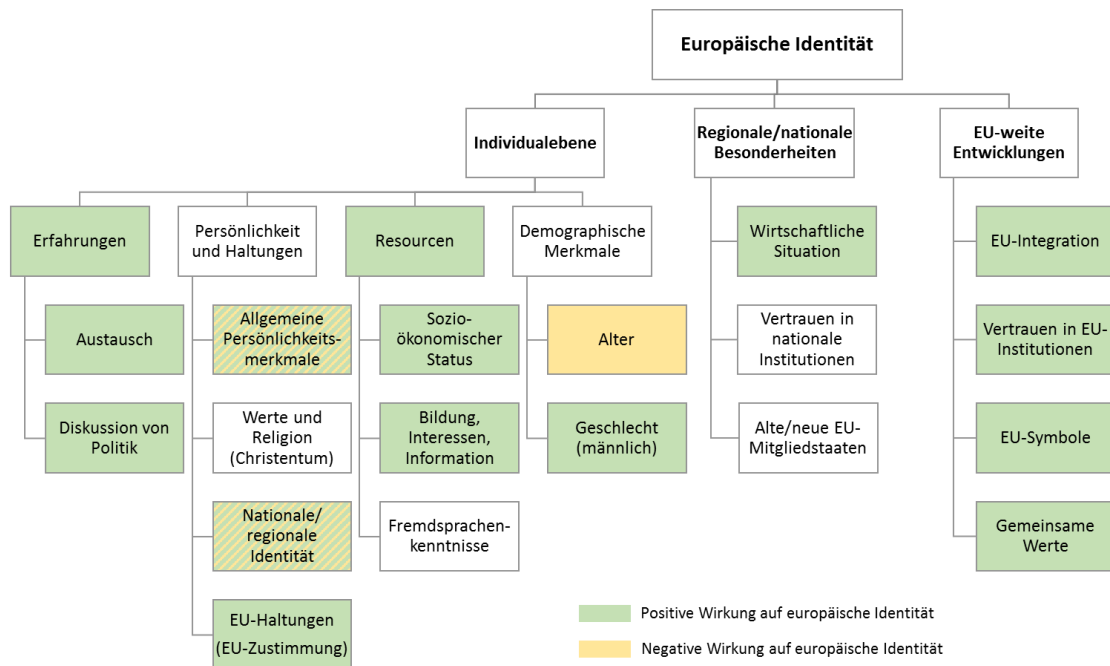 Europäische Identität
Individualebene
Regionale/nationale
Besonderheiten
EU-weite
Entwicklungen
Erfahrungen
Austausch
Diskussion von
Politik
Persönlichkeit
und Haltungen
Allgemeine
Persönlichkeits-
merkmale
Werte und
Religion
(Christentum)
Nationale/
regionale
Identität
EU-Haltungen
(EU-Zustimmung)
Resourcen
Sozio-
ökonomischer
Status
Bildung,
Interessen,
Information
Fremdsprachen-
kenntnisse
Demographische
Merkmale
Alter
Geschlecht
(männlich)
Wirtschaftliche
Situation
Vertrauen in
nationale
Institutionen
Alte/neue EU-
Mitgliedstaaten
EU-Integration
Vertrauen in EU-
Institutionen
EU-Symbole
Gemeinsame
Werte
Positive Wirkung auf europäische Identität
Negative Wirkung auf europäische Identität